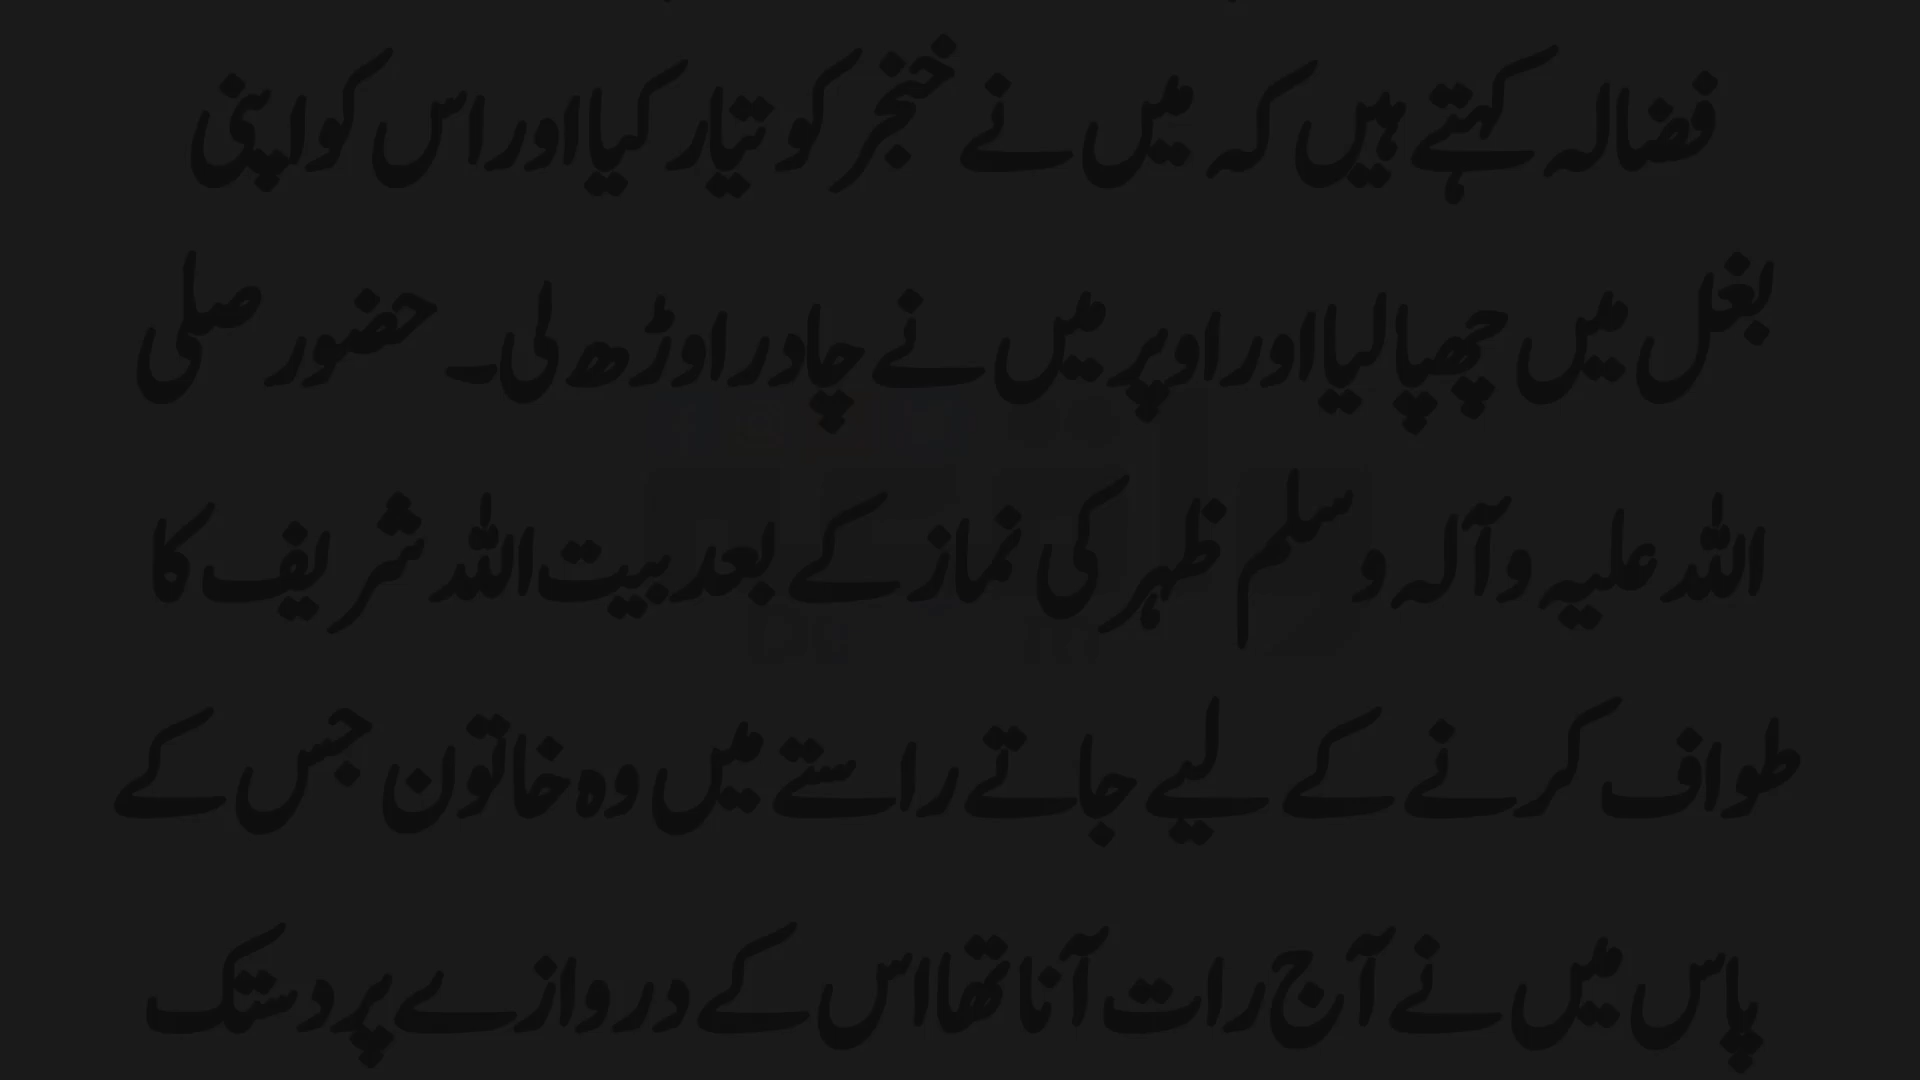 فضالہ کہتے ہیں کہ میں نے خنجر کو تیار کیا اور اس کو اپنی
بغل میں چھپا لیا اور اوپر میں نے چادر اوڑھ لی۔ حضور صلی
اللہ علیہ وآلہ وسلم ظہر کی نماز کے بعد بیت اللہ شریف کا
طواف کرنے کے لیے جاتے راستے میں وہ خاتون جس کے
پاس میں نے آج رات آنا تھا اس کے دروازے پر دستک